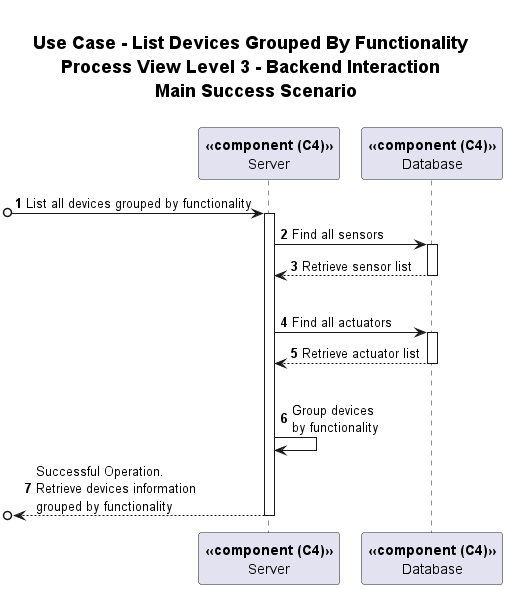 Use Case - List Devices Grouped By Functionality
Process View Level 3 - Backend Interaction
Main Success Scenario
«component (C4)»
Server
«component (C4)»
Database
1 List all devices grouped by functionality
2 Find all sensors
3 Retrieve sensor list
4 Find all actuators
5 Retrieve actuator list
Group devices
6 by functionality
Successful Operation.
7 Retrieve devices information
grouped by functionality
«component (C4)»
Server
«component (C4)»
Database